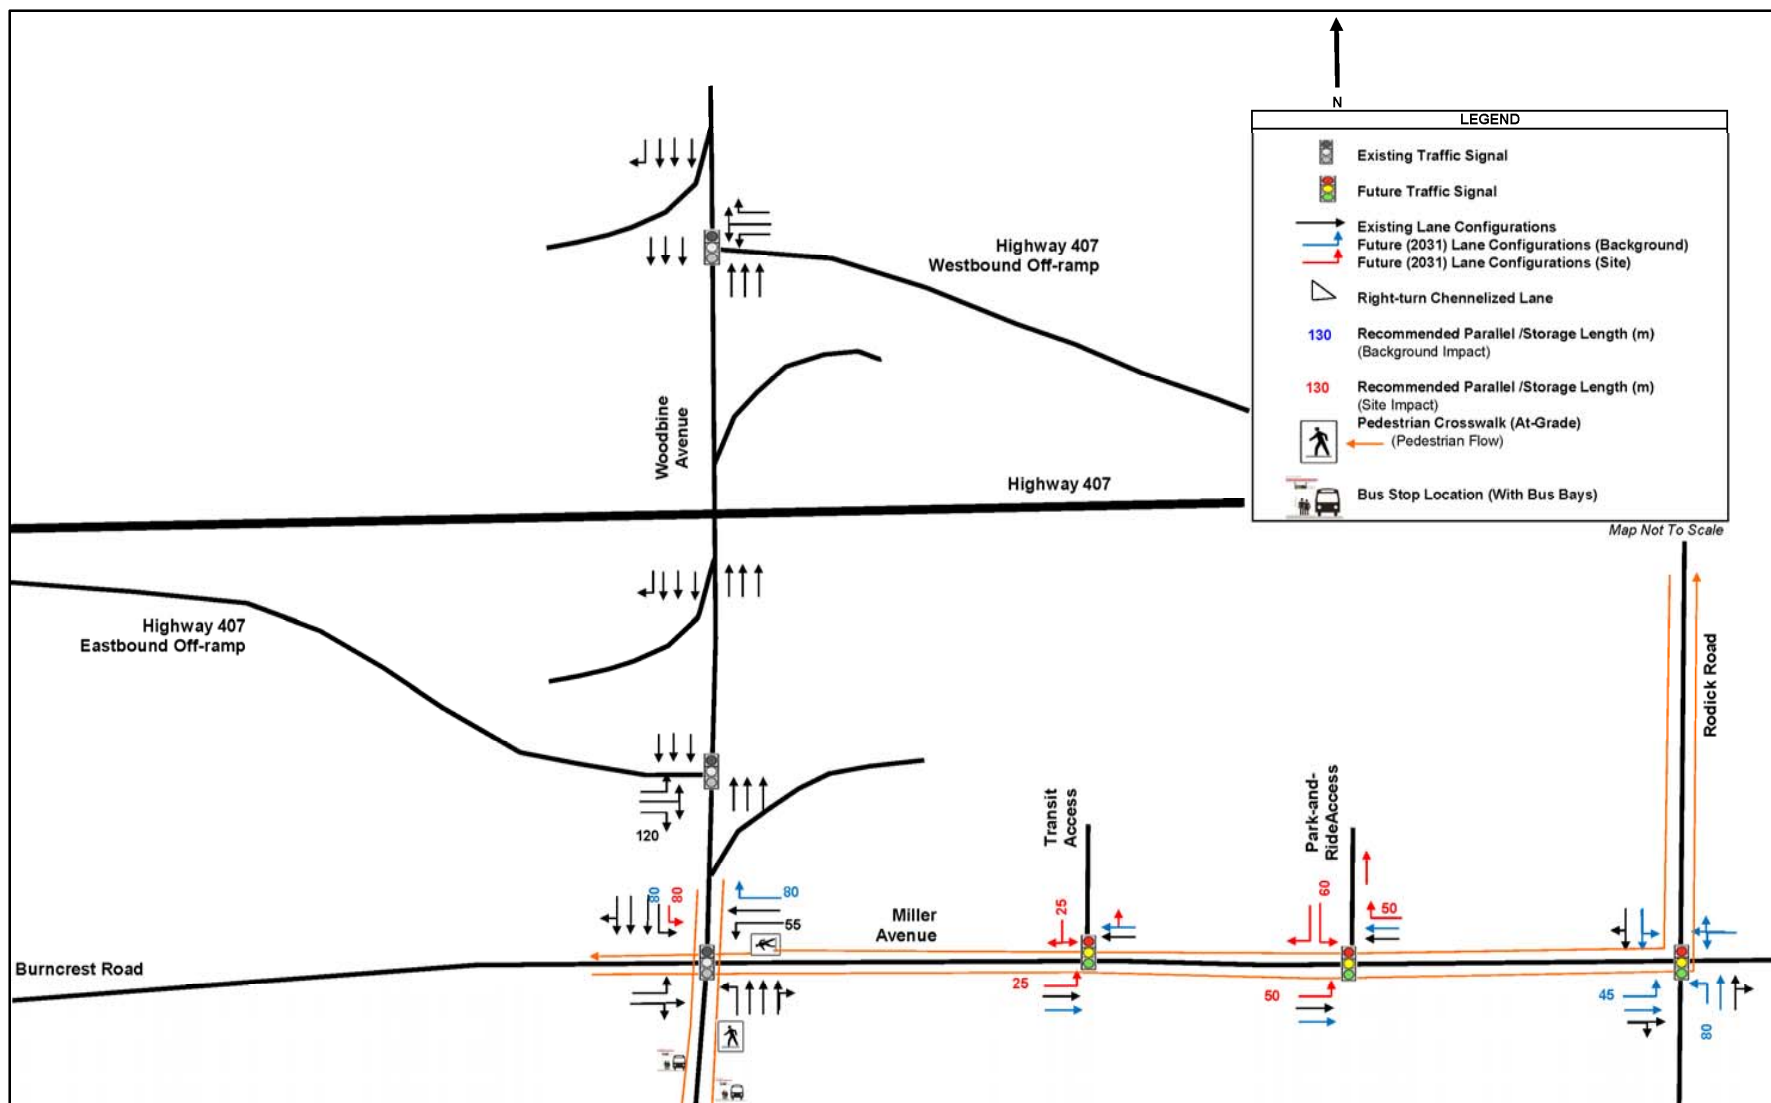 N
LEGEND
Existing Traffic Signal
Future Traffic Signal
Existing Lane Configurations
Future (2031) Lane Configurations (Background)
Future (2031) Lane Configurations (Site)
Right-turn Chennelized Lane
130 Recommended Parallel /Storage Length (m)
(Background Impact)
130 Recommended Parallel /Storage Length (m)
(Site Impact)
Pedestrian Crosswalk (At-Grade)
(Pedestrian Flow)
Bus Stop Location (With Bus Bays)
Map Not To Scale
Highway 407
Westbound Off-ramp
Woodbine
Avenue
Highway 407
Highway 407
Eastbound Off-ramp
120
Rodick Road
Transit
Access
Park-and-
RideAccess
80
80
80
55
Miller
Avenue
25
60
50
Burncrest Road
25
50
45
80